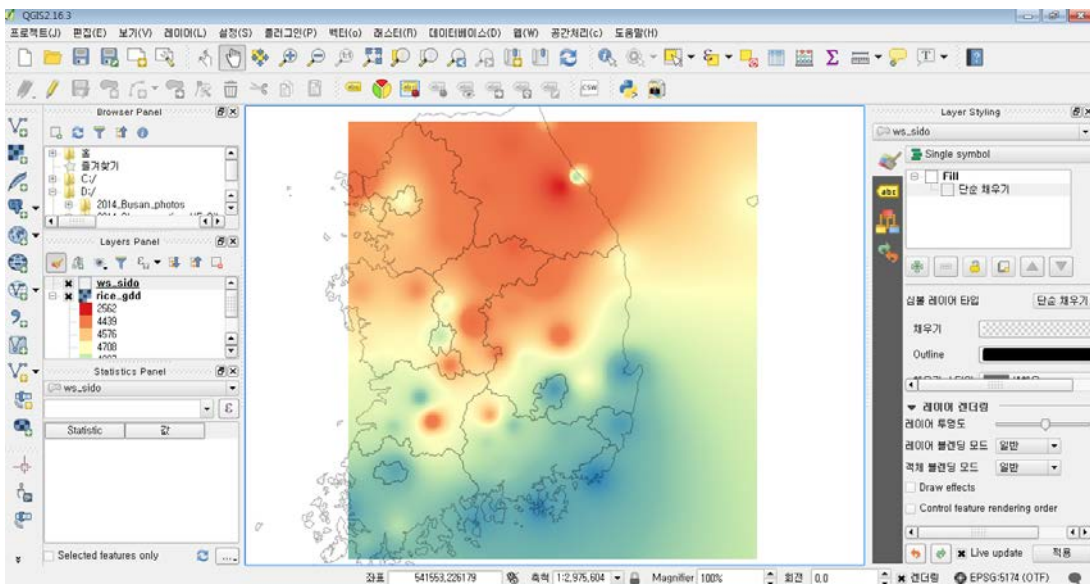 QGIS2.16.3
프로젝트(J) 편집(E) 보기(V) 레이어(L) 설정(S) 플러그인(P) 벡터(o) 래스터(R) 데이터베이스(D) 웹(W) 공간처리(c) 도움말(H)
CSW
Browser Panel
홈
즐겨찾기
C:/
D:/
2014_Busan_photos
Layers Panel
ws_sido
rice_gdd
2562
4439
4576
4708
Statistics Panel
ws_sido
ε
Statistic 값
Selected features only
...
Layer Styling
ws_sido
Single symbol
abc
Fill
단순 채우기
심볼 레이어 타입 단순 채우기
채우기
Outline
레이어 렌더링
레이어 투명도
레이어 블렌딩 모드 일반
객체 블렌딩 모드 일반
Draw effects
Control feature rendering order
Live update 적용
좌표 541553,226179 축척 1:2,975,604 Magnifier 100% 회전 0.0 렌더링 EPSG:5174 (OTF)